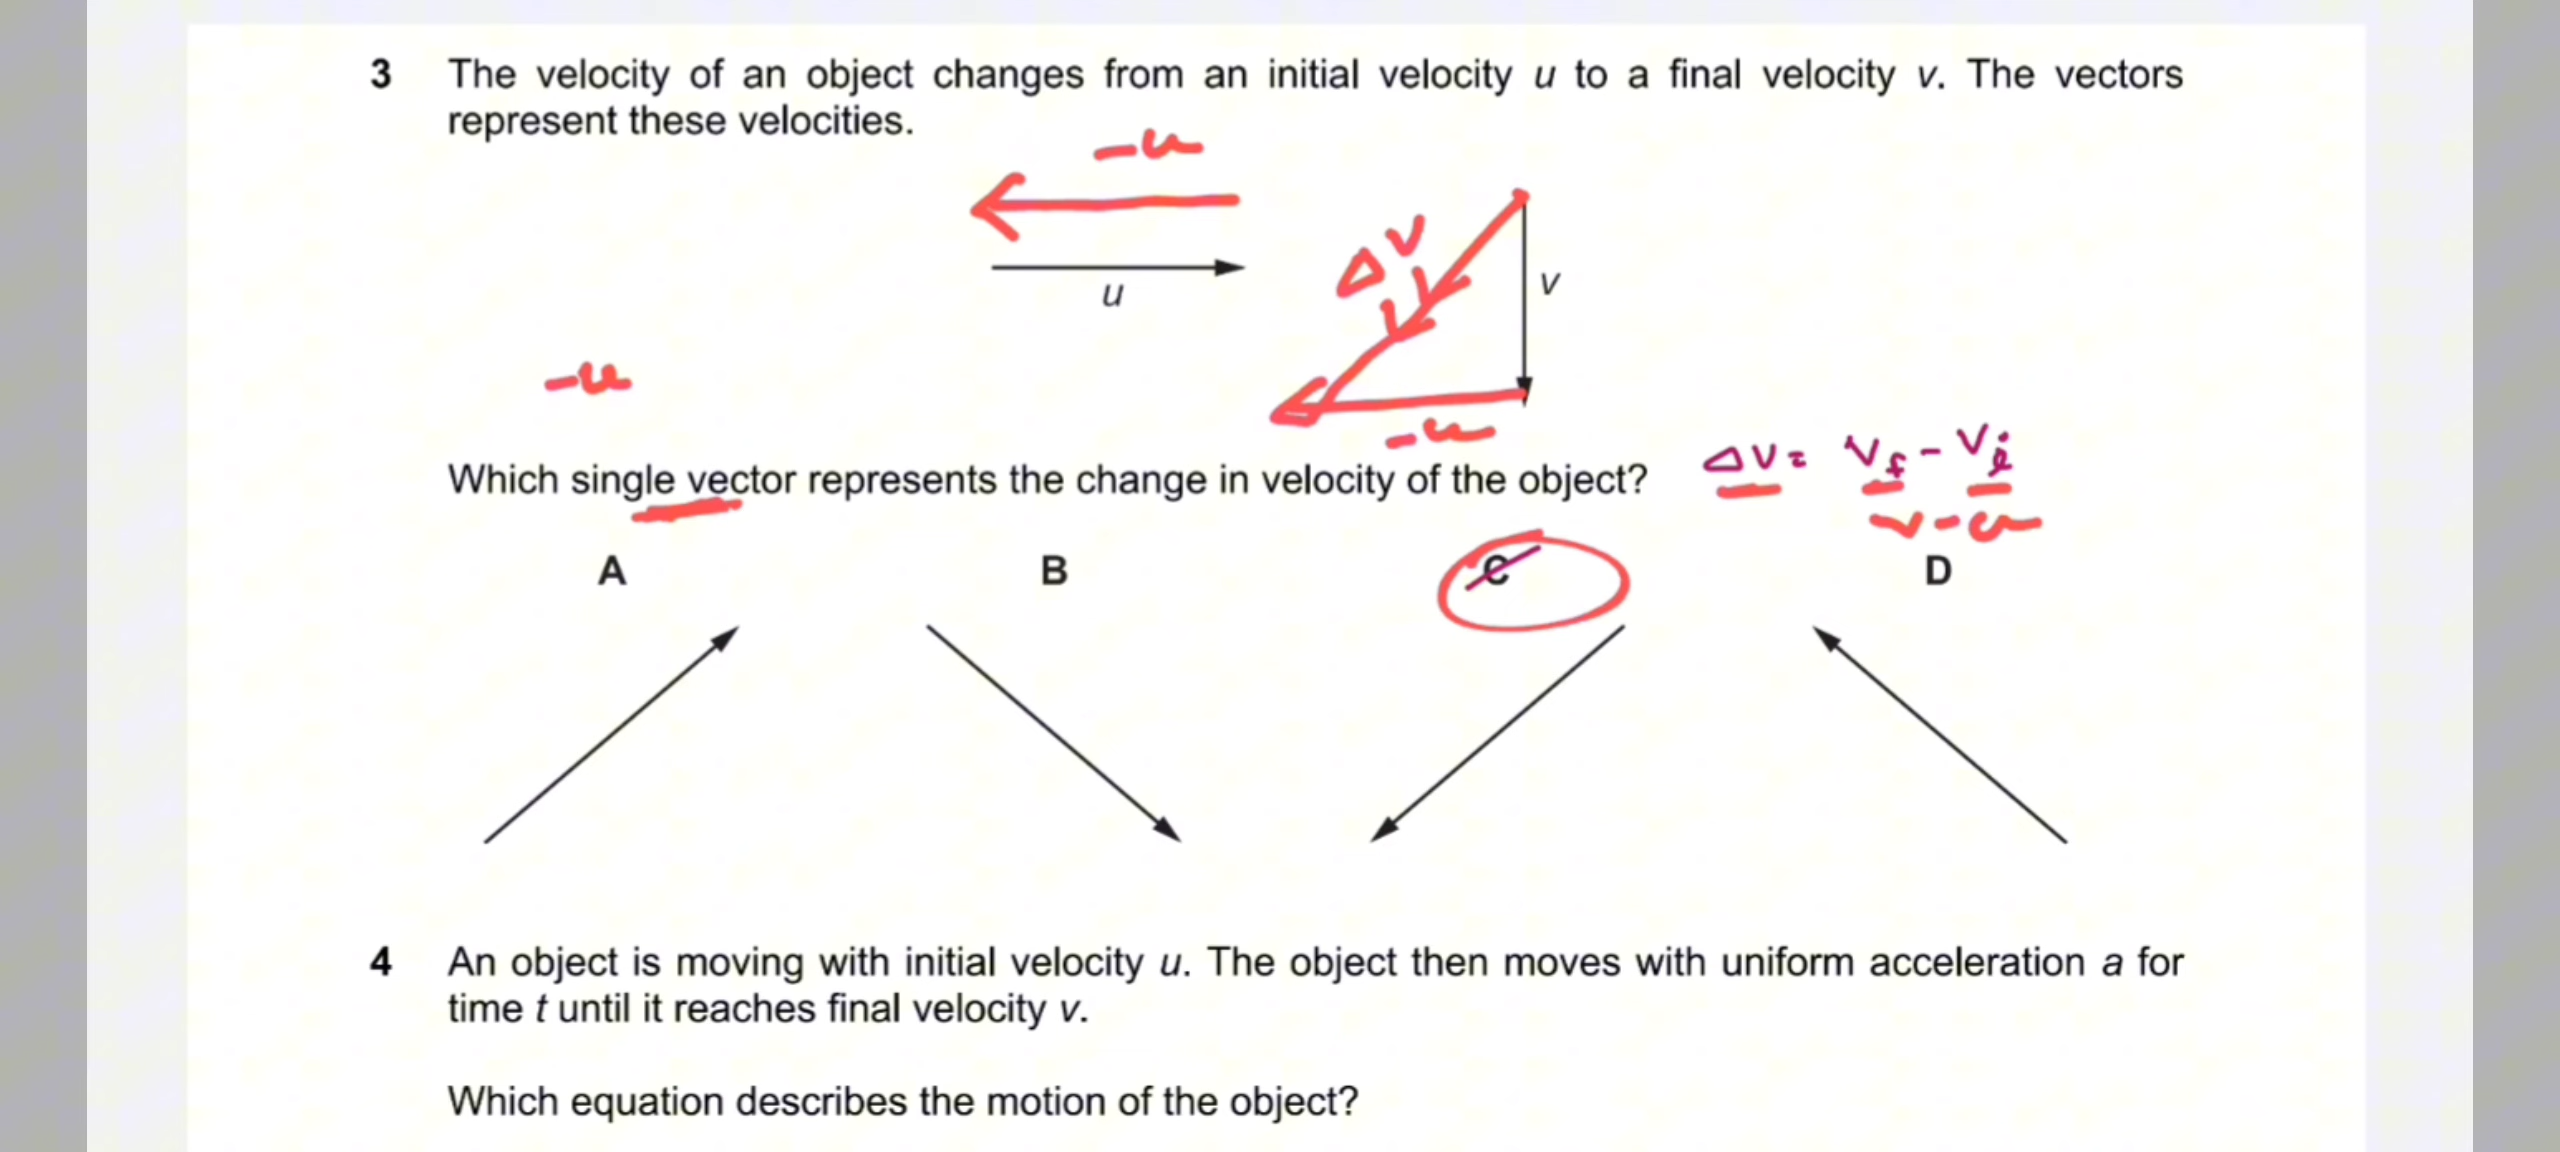 3 The velocity of an object changes from an initial velocity u to a final velocity v. The vectors
represent these velocities.
-u
u
ΔV
v
-u
-u
Which single vector represents the change in velocity of the object?
ΔV = Vf - Vi
v - u
A B C D
4 An object is moving with initial velocity u. The object then moves with uniform acceleration a for
time t until it reaches final velocity v.
Which equation describes the motion of the object?